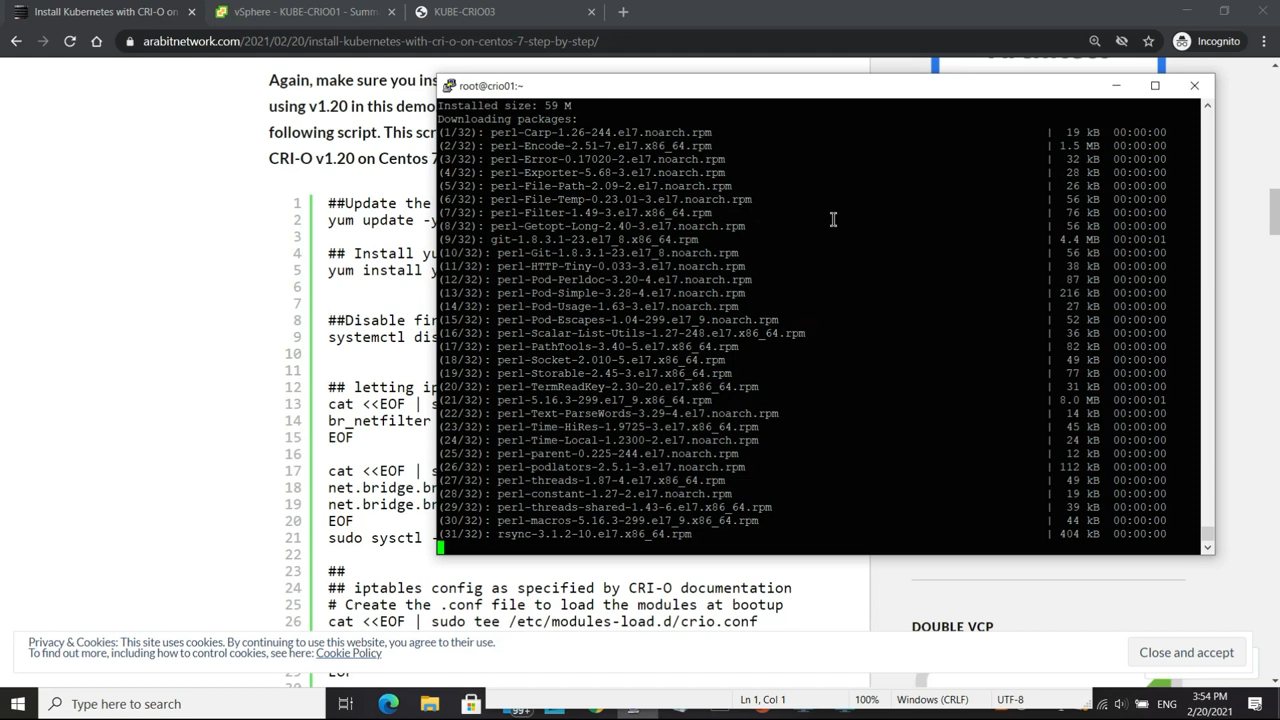 Install Kubernetes with CRI-O on
vSphere - KUBE-CRIO01 - Summ
KUBE-CRIO03
arabitnetwork.com/2021/02/20/install-kubernetes-with-cri-o-on-centos-7-step-by-step/
Incognito
Again, make sure you ins
using v1.20 in this demo
following script. This scr
CRI-O v1.20 on Centos 7
1 ##Update the
2 yum update -y
3
4 ## Install yu
5 yum install y
6
7
8 ##Disable fir
9 systemctl dis
10
11
12 ## letting ip
13 cat <<EOF | s
14 br_netfilter
15 EOF
16
17 cat <<EOF | s
18 net.bridge.br
19 net.bridge.br
20 EOF
21 sudo sysctl -
22
23 ##
24 ## iptables config as specified by CRI-O documentation
25 # Create the .conf file to load the modules at bootup
26 cat <<EOF | sudo tee /etc/modules-load.d/crio.conf
root@crio01:~
Installed size: 59 M
Downloading packages:
(1/32): perl-Carp-1.26-244.el7.noarch.rpm | 19 kB 00:00:00
(2/32): perl-Encode-2.51-7.el7.x86_64.rpm | 1.5 MB 00:00:00
(3/32): perl-Error-0.17020-2.el7.noarch.rpm | 32 kB 00:00:00
(4/32): perl-Exporter-5.68-3.el7.noarch.rpm | 28 kB 00:00:00
(5/32): perl-File-Path-2.09-2.el7.noarch.rpm | 26 kB 00:00:00
(6/32): perl-File-Temp-0.23.01-3.el7.noarch.rpm | 56 kB 00:00:00
(7/32): perl-Filter-1.49-3.el7.x86_64.rpm | 76 kB 00:00:00
(8/32): perl-Getopt-Long-2.40-3.el7.noarch.rpm | 56 kB 00:00:00
(9/32): git-1.8.3.1-23.el7_8.x86_64.rpm | 4.4 MB 00:00:01
(10/32): perl-Git-1.8.3.1-23.el7_8.noarch.rpm | 56 kB 00:00:00
(11/32): perl-HTTP-Tiny-0.033-3.el7.noarch.rpm | 38 kB 00:00:00
(12/32): perl-Pod-Perldoc-3.20-4.el7.noarch.rpm | 87 kB 00:00:00
(13/32): perl-Pod-Simple-3.28-4.el7.noarch.rpm | 216 kB 00:00:00
(14/32): perl-Pod-Usage-1.63-3.el7.noarch.rpm | 27 kB 00:00:00
(15/32): perl-Pod-Escapes-1.04-299.el7_9.noarch.rpm | 52 kB 00:00:00
(16/32): perl-Scalar-List-Utils-1.27-248.el7.x86_64.rpm | 36 kB 00:00:00
(17/32): perl-PathTools-3.40-5.el7.x86_64.rpm | 82 kB 00:00:00
(18/32): perl-Socket-2.010-5.el7.x86_64.rpm | 49 kB 00:00:00
(19/32): perl-Storable-2.45-3.el7.x86_64.rpm | 77 kB 00:00:00
(20/32): perl-TermReadKey-2.30-20.el7.x86_64.rpm | 31 kB 00:00:00
(21/32): perl-5.16.3-299.el7_9.x86_64.rpm | 8.0 MB 00:00:01
(22/32): perl-Text-ParseWords-3.29-4.el7.noarch.rpm | 14 kB 00:00:00
(23/32): perl-Time-HiRes-1.9725-3.el7.x86_64.rpm | 45 kB 00:00:00
(24/32): perl-Time-Local-1.2300-2.el7.noarch.rpm | 24 kB 00:00:00
(25/32): perl-parent-0.225-244.el7.noarch.rpm | 12 kB 00:00:00
(26/32): perl-podlators-2.5.1-3.el7.noarch.rpm | 112 kB 00:00:00
(27/32): perl-threads-1.87-4.el7.x86_64.rpm | 49 kB 00:00:00
(28/32): perl-constant-1.27-2.el7.noarch.rpm | 19 kB 00:00:00
(29/32): perl-threads-shared-1.43-6.el7.x86_64.rpm | 39 kB 00:00:00
(30/32): perl-macros-5.16.3-299.el7_9.x86_64.rpm | 44 kB 00:00:00
(31/32): rsync-3.1.2-10.el7.x86_64.rpm | 404 kB 00:00:00
DOUBLE VCP
Privacy & Cookies: This site uses cookies. By continuing to use this website, you agree to their use.
To find out more, including how to control cookies, see here: Cookie Policy
Close and accept
Type here to search
99+
Ln 1, Col 1 100% Windows (CRLF) UTF-8
ENG
3:54 PM
2/20/2021